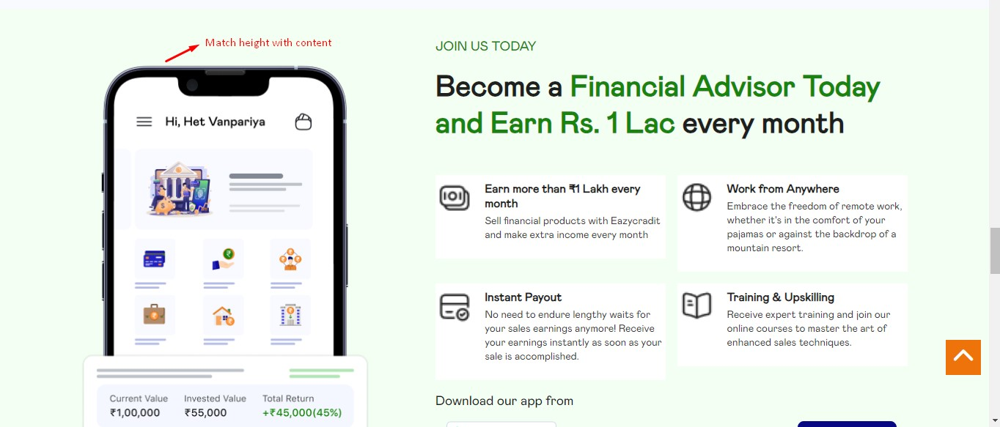 Match height with content
Hi, Het Vanpariya
Current Value Invested Value Total Return
₹1,00,000 ₹55,000 +₹45,000(45%)
JOIN US TODAY
Become a Financial Advisor Today
and Earn Rs. 1 Lac every month
Earn more than ₹1 Lakh every
month
Sell financial products with Eazycradit
and make extra income every month
Work from Anywhere
Embrace the freedom of remote work,
whether it's in the comfort of your
pajamas or against the backdrop of a
mountain resort.
Instant Payout
No need to endure lengthy waits for
your sales earnings anymore! Receive
your earnings instantly as soon as your
sale is accomplished.
Training & Upskilling
Receive expert training and join our
online courses to master the art of
enhanced sales techniques.
Download our app from